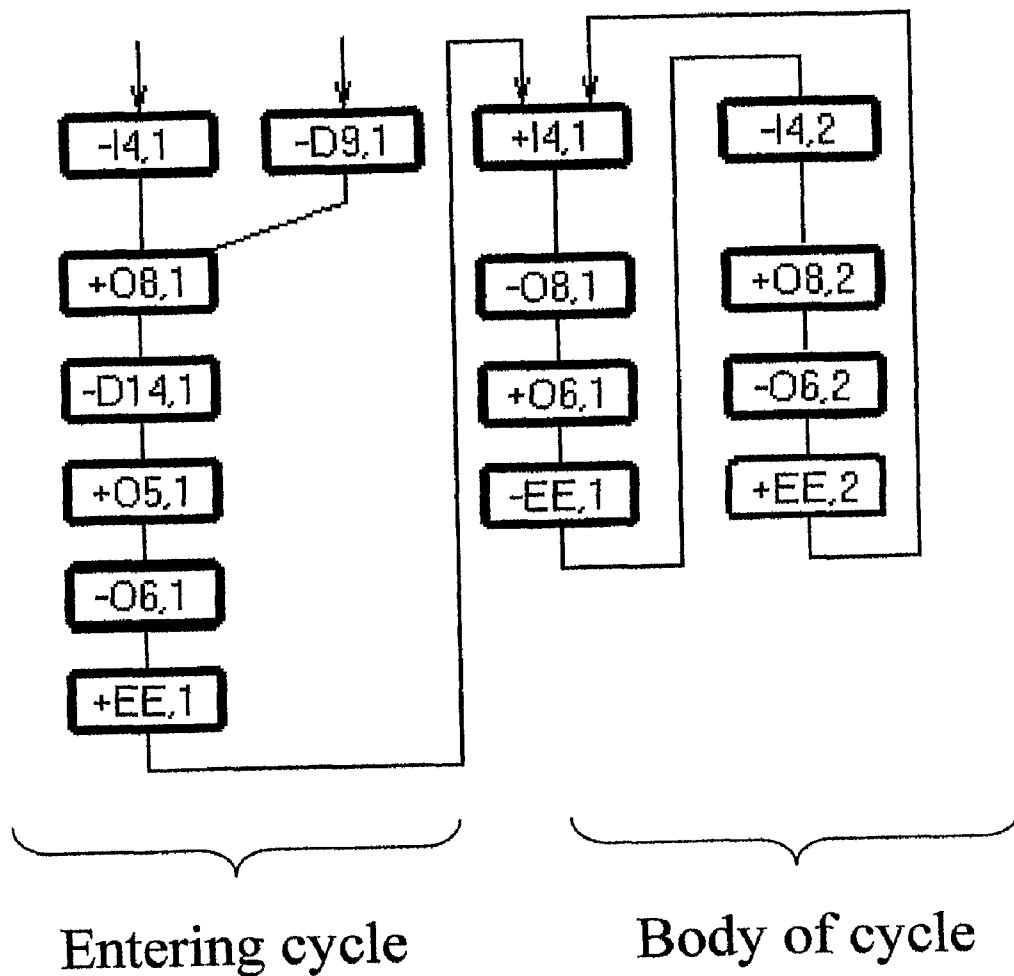 -I4,1
-D9,1
+I4,1
-I4,2
+O8,1
-O8,1
+O8,2
-D14,1
+O6,1
-O6,2
+O5,1
-EE,1
+EE,2
-O6,1
+EE,1
Entering cycle
Body of cycle